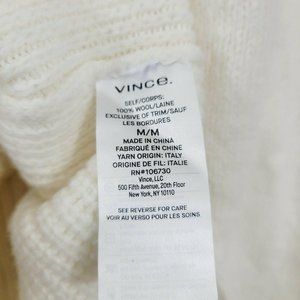 VINCE.
SELF/CORPS:
100% WOOL/LAINE
EXCLUSIVE OF TRIM/SAUF
LES BORDURES
M/M
MADE IN CHINA
FABRIQUÉ EN CHINE
YARN ORIGIN: ITALY
ORIGINE DE FIL: ITALIE
RN#106730
Vince, LLC
500 Fifth Avenue, 20th Floor
New York, NY 10110
SEE REVERSE FOR CARE
VOIR AU VERSO POUR LES SOINS